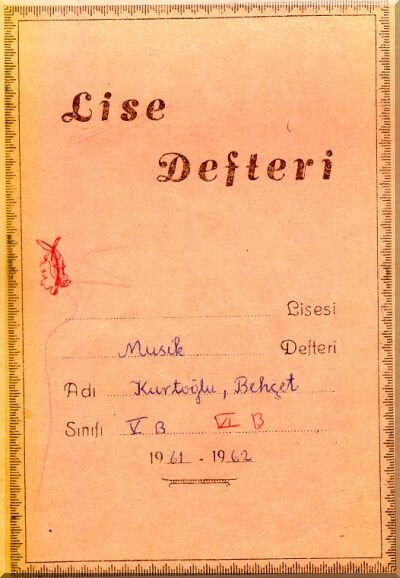 Lise
Defteri
Lisesi
Musik Defteri
Adı Kurtoğlu, Behçet
Sınıfı V B VI B
1961 - 1962